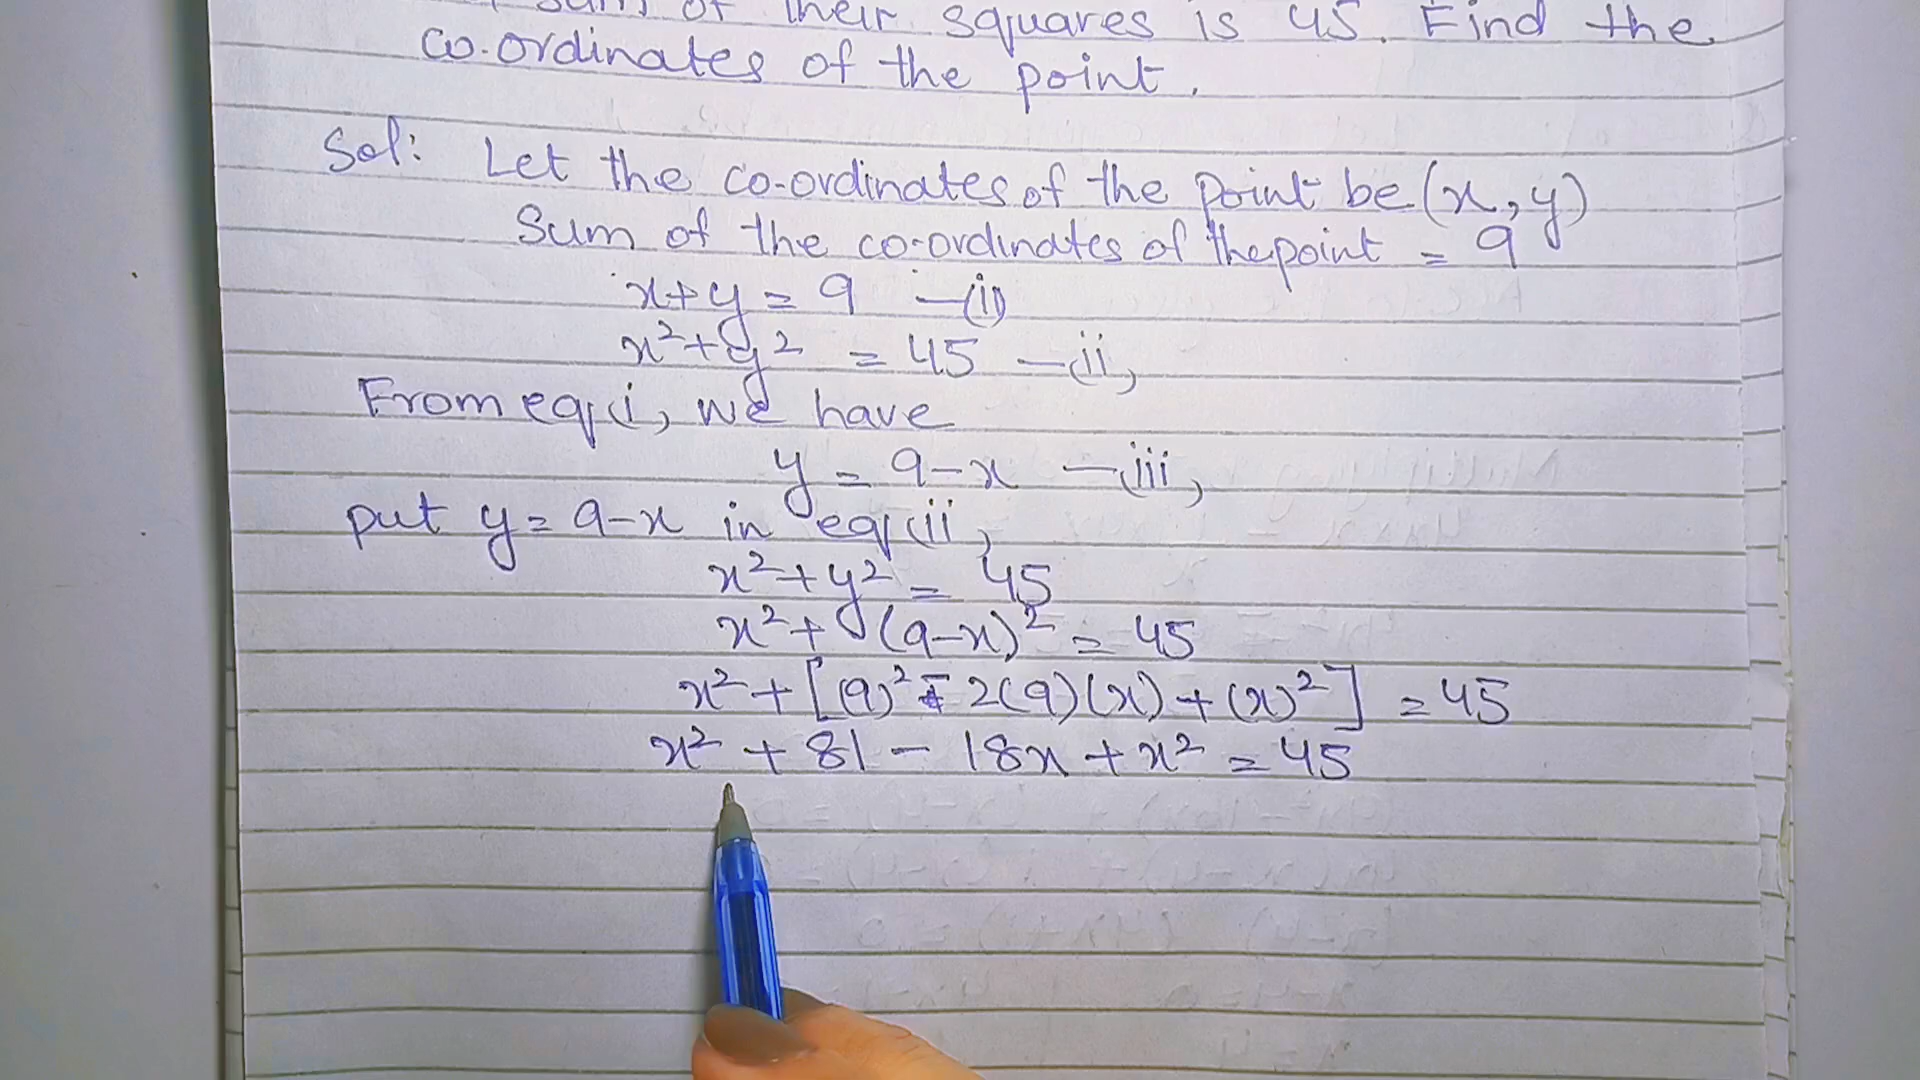 sum of their squares is 45. Find the
co.ordinates of the point.
Sol: Let the co-ordinates of the point be (x, y)
Sum of the co-ordinates of the point = 9
x+y = 9 —(i)
x²+y² = 45 —(ii)
From eq(i) we have
y = 9-x —(iii)
put y = 9-x in eq(ii)
x²+y² = 45
x²+(9-x)² = 45
x²+[(9)² - 2(9)(x) + (x)²] = 45
x² + 81 - 18x + x² = 45